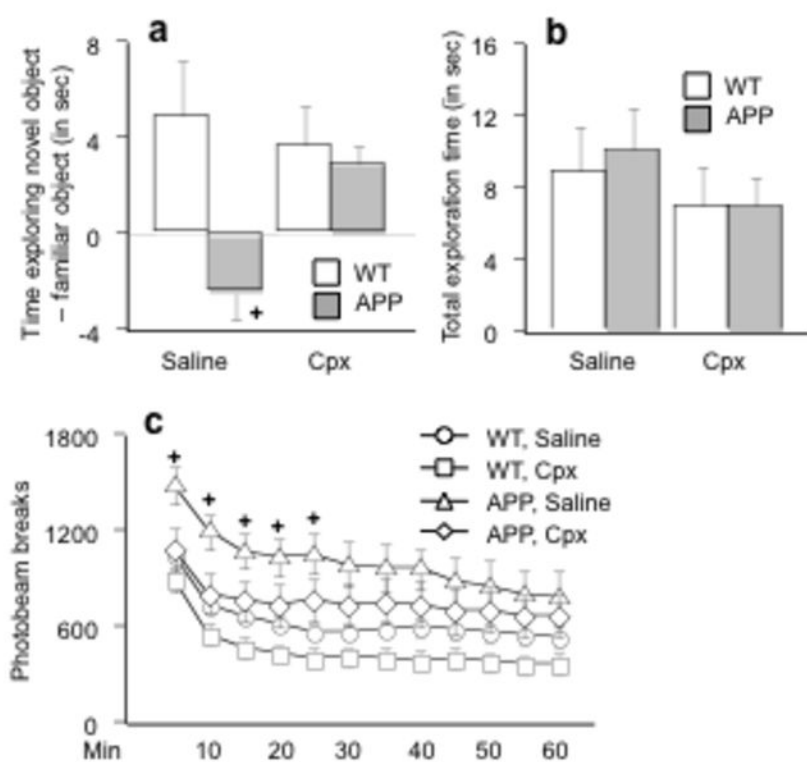 a
8
4
0
-4
Time exploring novel object
– familiar object (in sec)
WT
APP
+
Saline
Cpx
b
16
12
8
4
0
Total exploration time (in sec)
WT
APP
Saline
Cpx
c
1800
1200
600
0
Photobeam breaks
+ + + + +
WT, Saline
WT, Cpx
APP, Saline
APP, Cpx
Min 10 20 30 40 50 60